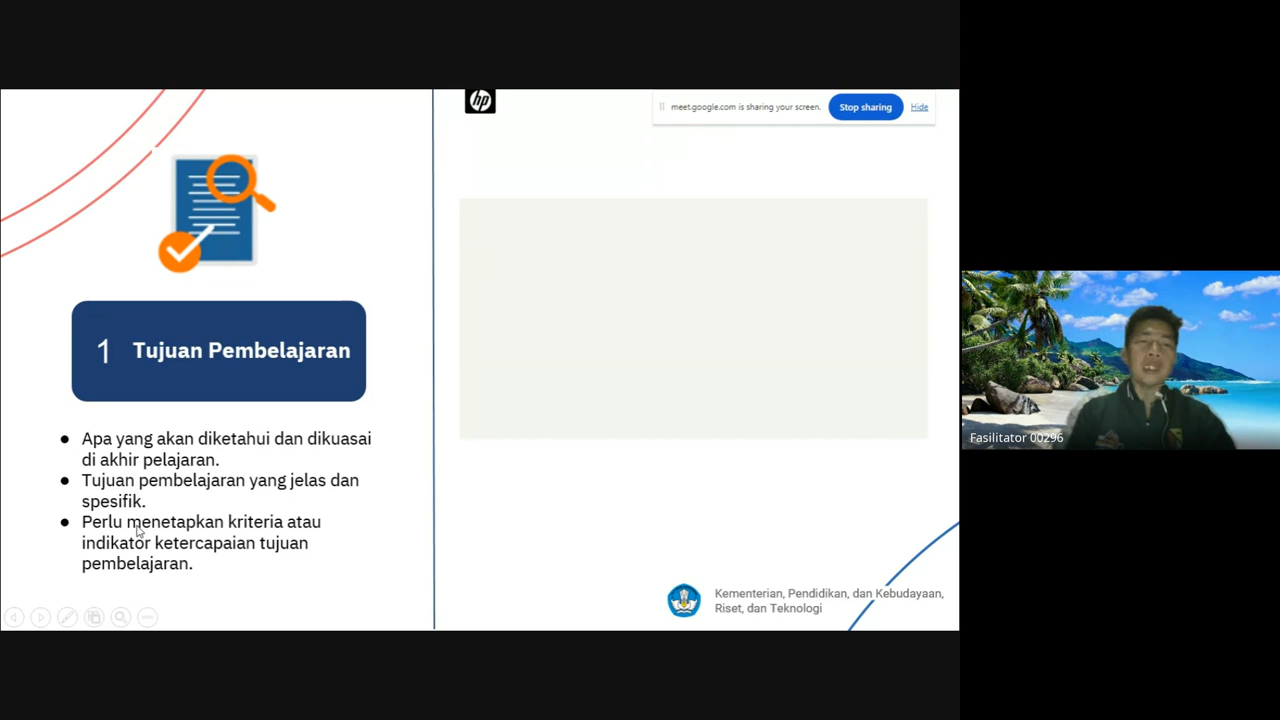 hp
meet.google.com is sharing your screen.
Stop sharing
Hide
1 Tujuan Pembelajaran
● Apa yang akan diketahui dan dikuasai
di akhir pelajaran.
● Tujuan pembelajaran yang jelas dan
spesifik.
● Perlu menetapkan kriteria atau
indikator ketercapaian tujuan
pembelajaran.
Kementerian, Pendidikan, dan Kebudayaan,
Riset, dan Teknologi
Fasilitator 00296